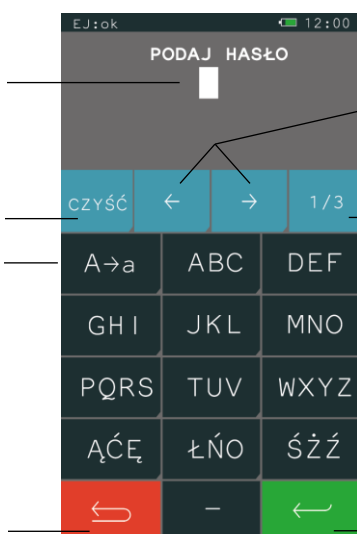 EJ:ok 12:00
PODAJ HASŁO
CZYŚĆ ← → 1/3
A→a ABC DEF
GHI JKL MNO
PQRS TUV WXYZ
ĄĆĘ ŁŃO ŚŻŹ
–